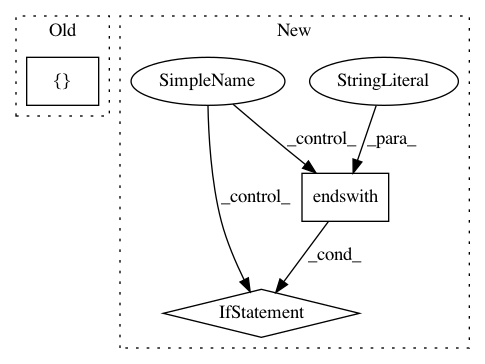 Old
New
{}
SimpleName
StringLiteral
_control_
_para_
endswith
_control_
_cond_
IfStatement